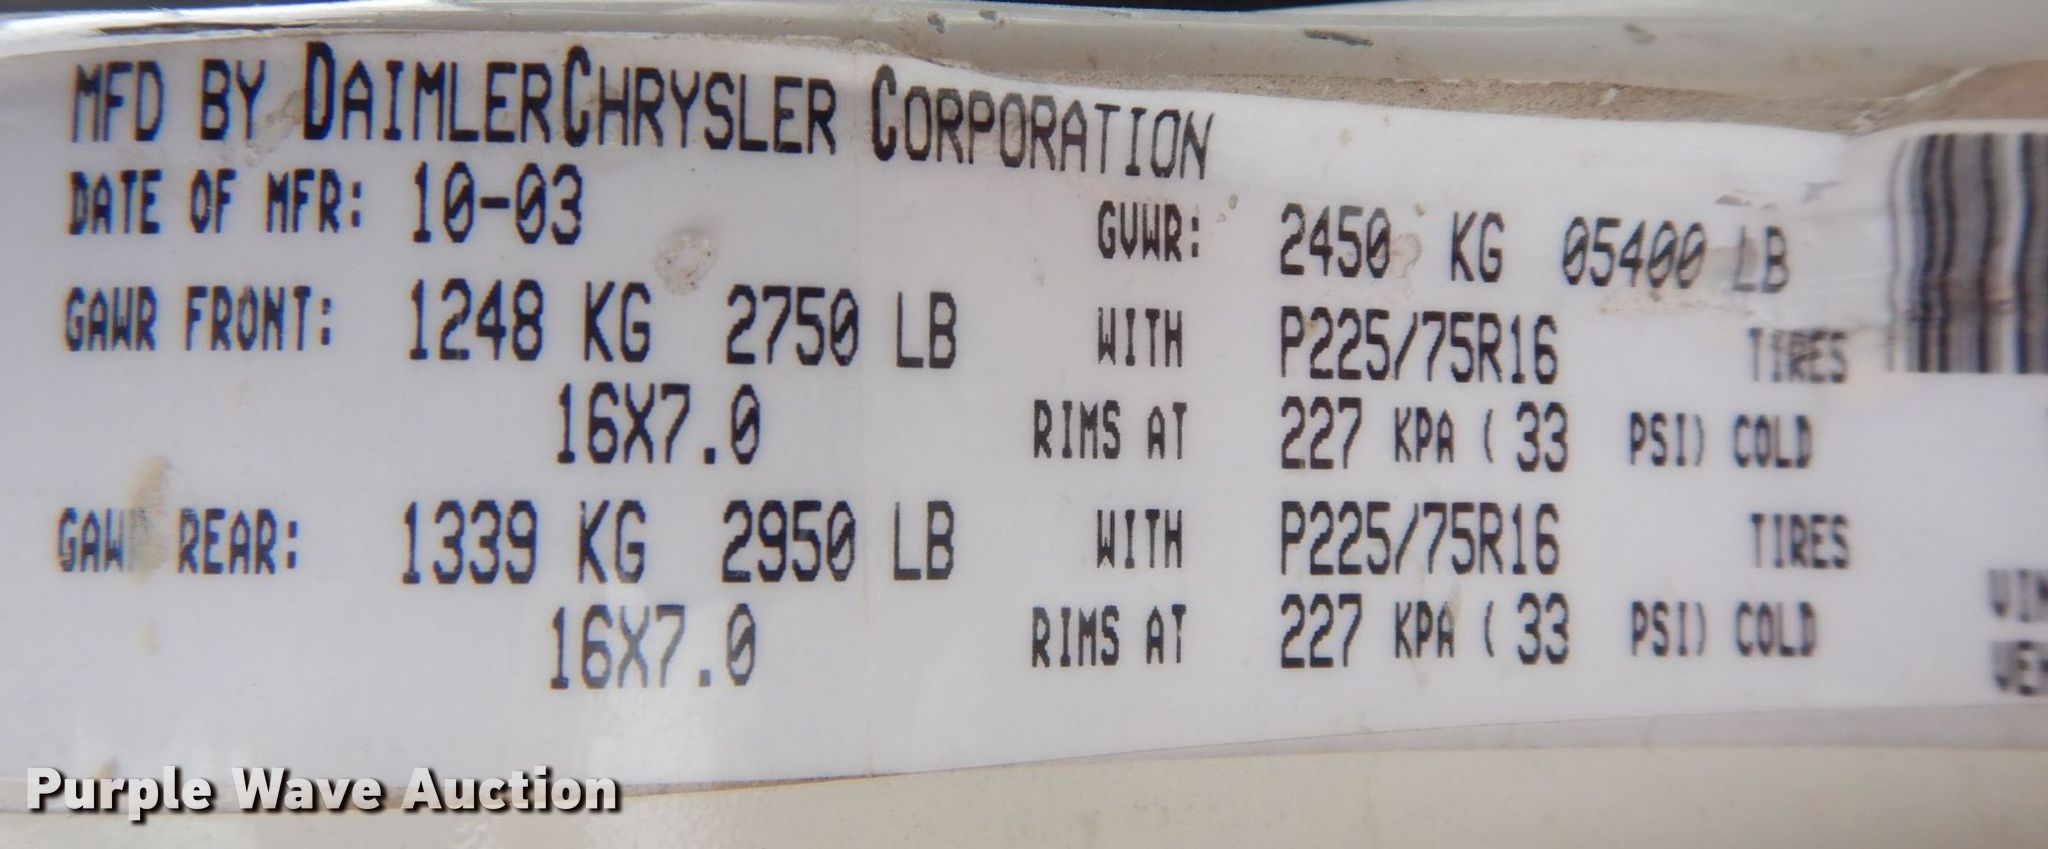 MFD BY DAIMLERCHRYSLER CORPORATION
DATE OF MFR: 10-03 GVWR: 2450 KG 05400 LB
GAWR FRONT: 1248 KG 2750 LB WITH P225/75R16 TIRES
16X7.0 RIMS AT 227 KPA ( 33 PSI) COLD
GAWR REAR: 1339 KG 2950 LB WITH P225/75R16 TIRES
16X7.0 RIMS AT 227 KPA ( 33 PSI) COLD
Purple Wave Auction